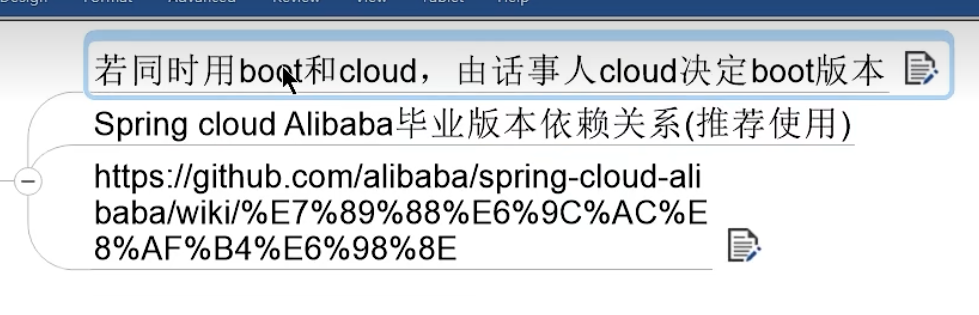 Design Format Advanced Review View Tablet Help
若同时用boot和cloud，由话事人cloud决定boot版本
Spring cloud Alibaba毕业版本依赖关系(推荐使用)
https://github.com/alibaba/spring-cloud-ali
baba/wiki/%E7%89%88%E6%9C%AC%E
8%AF%B4%E6%98%8E